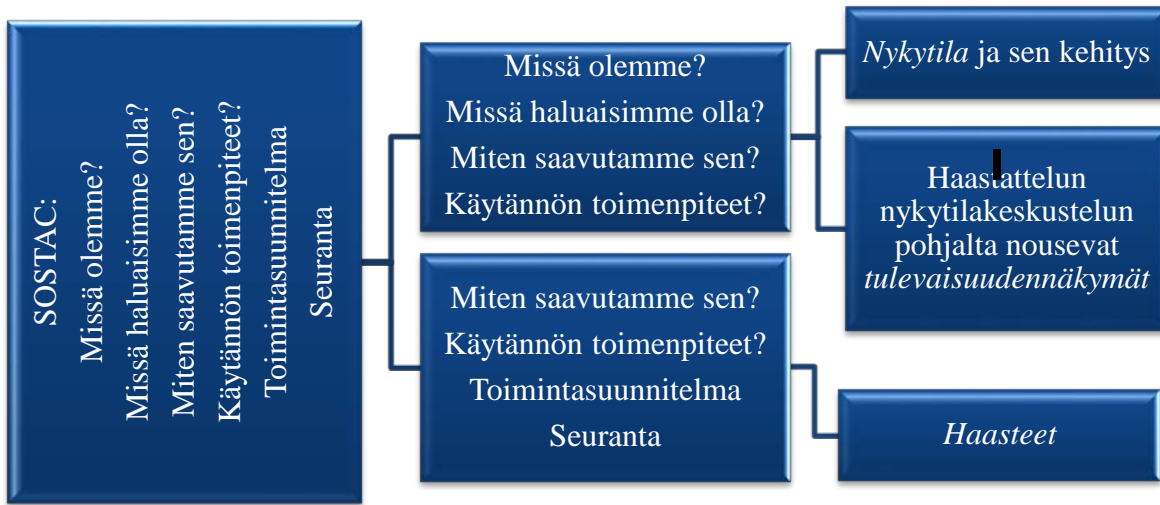 SOSTAC:
Missä olemme?
Missä haluaisimme olla?
Miten saavutamme sen?
Käytännön toimenpiteet?
Toimintasuunnitelma
Seuranta
Missä olemme?
Missä haluaisimme olla?
Miten saavutamme sen?
Käytännön toimenpiteet?
Miten saavutamme sen?
Käytännön toimenpiteet?
Toimintasuunnitelma
Seuranta
Nykytila ja sen kehitys
Haastattelun
nykytilakeskustelun
pohjalta nousevat
tulevaisuudennäkymät
Haasteet